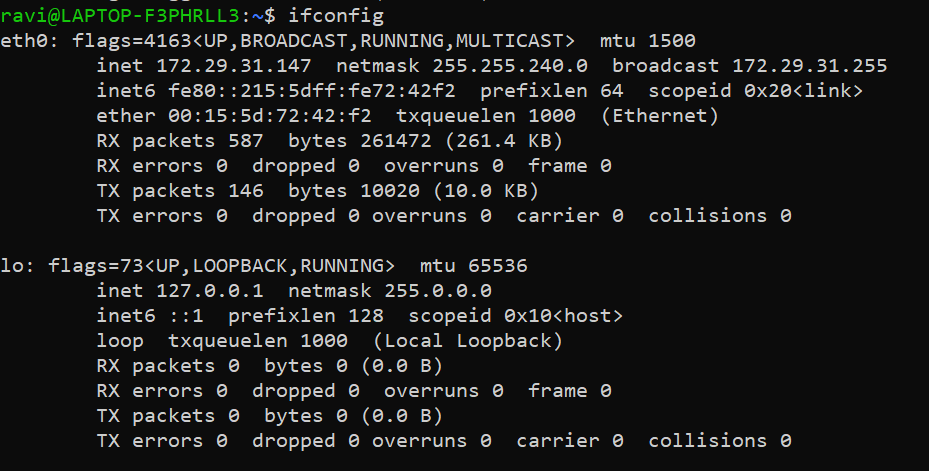 ravi@LAPTOP-F3PHRLL3:~$ ifconfig
eth0: flags=4163<UP,BROADCAST,RUNNING,MULTICAST>  mtu 1500
        inet 172.29.31.147  netmask 255.255.240.0  broadcast 172.29.31.255
        inet6 fe80::215:5dff:fe72:42f2  prefixlen 64  scopeid 0x20<link>
        ether 00:15:5d:72:42:f2  txqueuelen 1000  (Ethernet)
        RX packets 587  bytes 261472 (261.4 KB)
        RX errors 0  dropped 0  overruns 0  frame 0
        TX packets 146  bytes 10020 (10.0 KB)
        TX errors 0  dropped 0 overruns 0  carrier 0  collisions 0

lo: flags=73<UP,LOOPBACK,RUNNING>  mtu 65536
        inet 127.0.0.1  netmask 255.0.0.0
        inet6 ::1  prefixlen 128  scopeid 0x10<host>
        loop  txqueuelen 1000  (Local Loopback)
        RX packets 0  bytes 0 (0.0 B)
        RX errors 0  dropped 0  overruns 0  frame 0
        TX packets 0  bytes 0 (0.0 B)
        TX errors 0  dropped 0 overruns 0  carrier 0  collisions 0